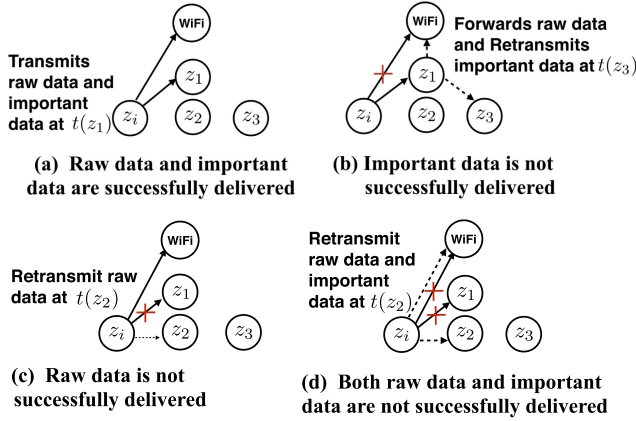 WiFi
Transmits
raw data and
important
data at t(z₁)
z₁
zᵢ
z₂
z₃
(a) Raw data and important
data are successfully delivered
WiFi
Forwards raw data
and Retransmits
important data at t(z₃)
z₁
zᵢ
z₂
z₃
(b) Important data is not
successfully delivered
WiFi
Retransmit raw
data at t(z₂)
z₁
zᵢ
z₂
z₃
(c) Raw data is not
successfully delivered
WiFi
Retransmit
raw data and
important
data at t(z₂)
z₁
zᵢ
z₂
z₃
(d) Both raw data and important
data are not successfully delivered